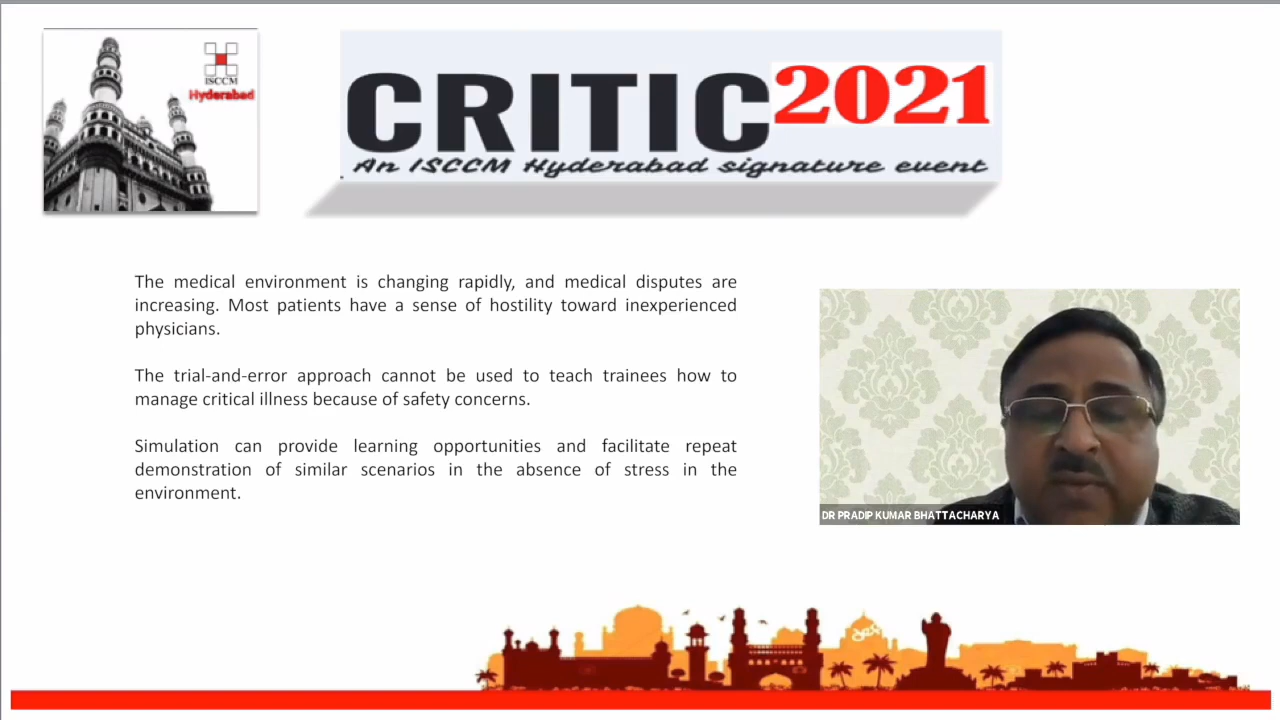 ISCCM
Hyderabad
CRITIC2021
An ISCCM Hyderabad signature event
The medical environment is changing rapidly, and medical disputes are
increasing. Most patients have a sense of hostility toward inexperienced
physicians.
The trial-and-error approach cannot be used to teach trainees how to
manage critical illness because of safety concerns.
Simulation can provide learning opportunities and facilitate repeat
demonstration of similar scenarios in the absence of stress in the
environment.
DR PRADIP KUMAR BHATTACHARYA